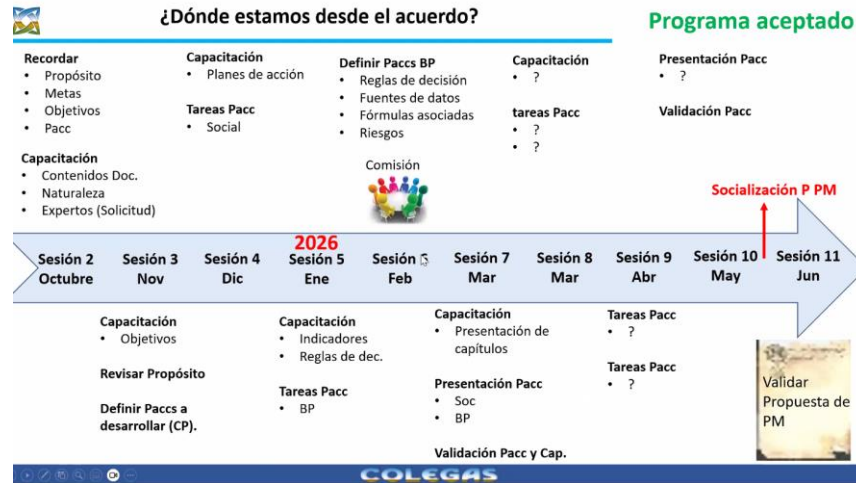 ¿Dónde estamos desde el acuerdo?
Programa aceptado
Recordar
• Propósito
• Metas
• Objetivos
• Pacc
Capacitación
• Contenidos Doc.
• Naturaleza
• Expertos (Solicitud)
Capacitación
• Planes de acción
Tareas Pacc
• Social
Definir Paccs BP
• Reglas de decisión
• Fuentes de datos
• Fórmulas asociadas
• Riesgos
Comisión
Capacitación
• ?
tareas Pacc
• ?
• ?
Presentación Pacc
• ?
Validación Pacc
Socialización P PM
2026
Sesión 2
Octubre
Sesión 3
Nov
Sesión 4
Dic
Sesión 5
Ene
Sesión 6
Feb
Sesión 7
Mar
Sesión 8
Mar
Sesión 9
Abr
Sesión 10
May
Sesión 11
Jun
Capacitación
• Objetivos
Revisar Propósito
Definir Paccs a
desarrollar (CP).
Capacitación
• Indicadores
• Reglas de dec.
Tareas Pacc
• BP
Capacitación
• Presentación de
capítulos
Presentación Pacc
• Soc
• BP
Validación Pacc y Cap.
Tareas Pacc
• ?
Tareas Pacc
• ?
Validar
Propuesta de
PM
COLEGAS